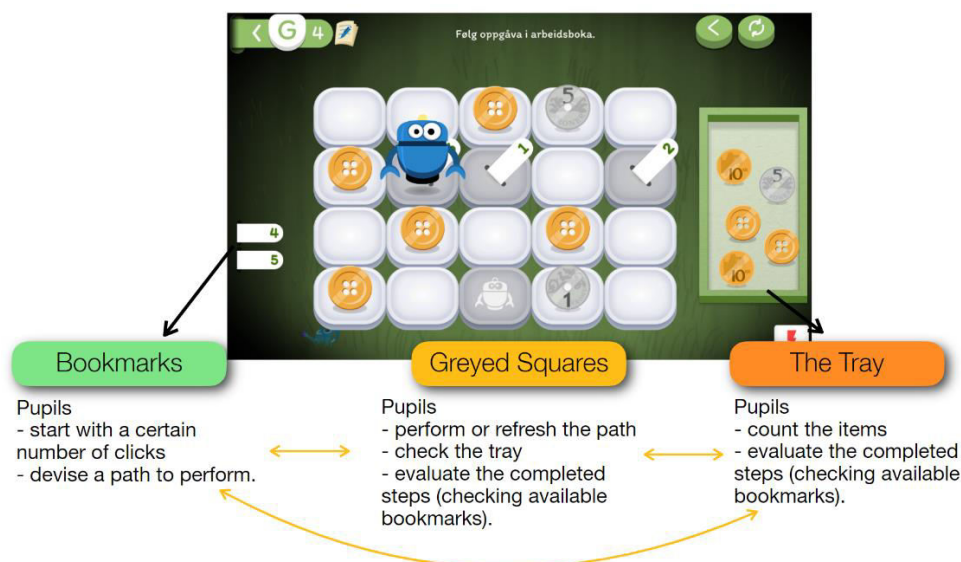 G 4
Følg oppgåva i arbeidsboka.
5
1
2
10
5
4
5
10
1
Bookmarks
Greyed Squares
The Tray
Pupils
- start with a certain
number of clicks
- devise a path to perform.
Pupils
- perform or refresh the path
- check the tray
- evaluate the completed
steps (checking available
bookmarks).
Pupils
- count the items
- evaluate the completed
steps (checking available
bookmarks).